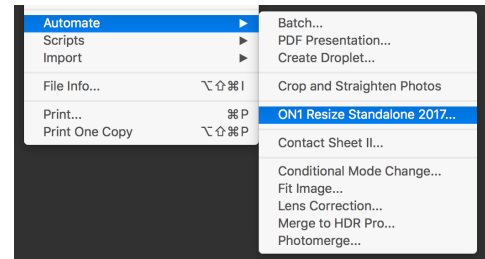 Automate ▶
Scripts ▶
Import ▶
File Info... ⌥⇧⌘I
Print... ⌘P
Print One Copy ⌥⇧⌘P
Batch...
PDF Presentation...
Create Droplet...
Crop and Straighten Photos
ON1 Resize Standalone 2017...
Contact Sheet II...
Conditional Mode Change...
Fit Image...
Lens Correction...
Merge to HDR Pro...
Photomerge...